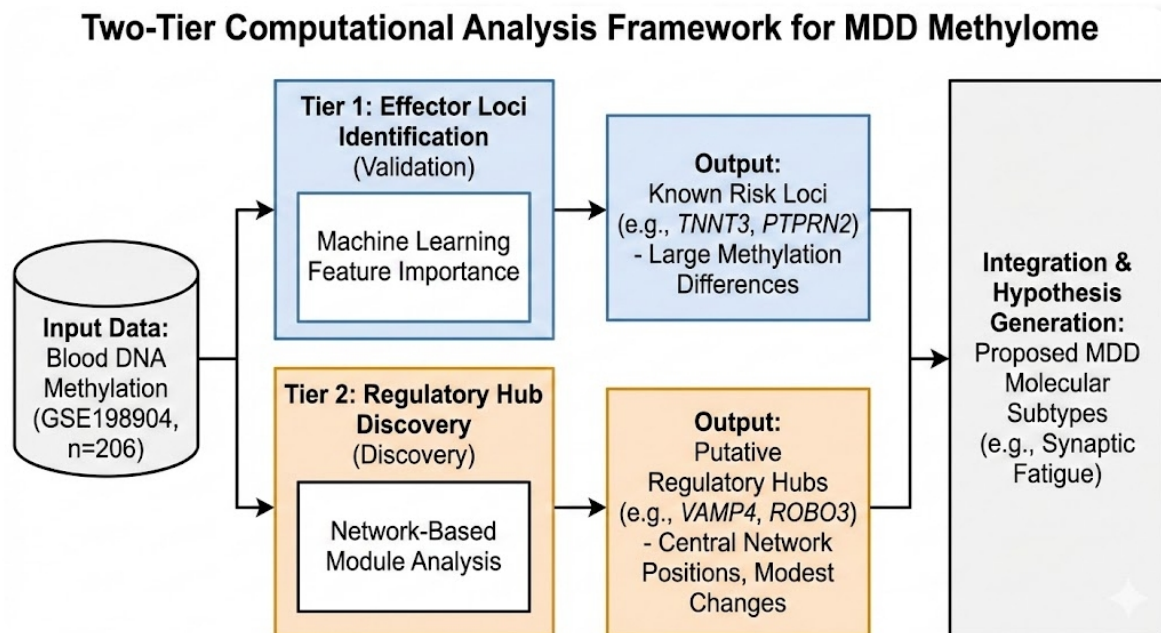 Two-Tier Computational Analysis Framework for MDD Methylome
Input Data:
Blood DNA
Methylation
(GSE198904,
n=206)
Tier 1: Effector Loci
Identification
(Validation)
Machine Learning
Feature Importance
Output:
Known Risk Loci
(e.g., TNNT3, PTPRN2)
- Large Methylation
Differences
Tier 2: Regulatory Hub
Discovery
(Discovery)
Network-Based
Module Analysis
Output:
Putative
Regulatory Hubs
(e.g., VAMP4, ROBO3)
- Central Network
Positions, Modest
Changes
Integration &
Hypothesis
Generation:
Proposed MDD
Molecular
Subtypes
(e.g., Synaptic
Fatigue)